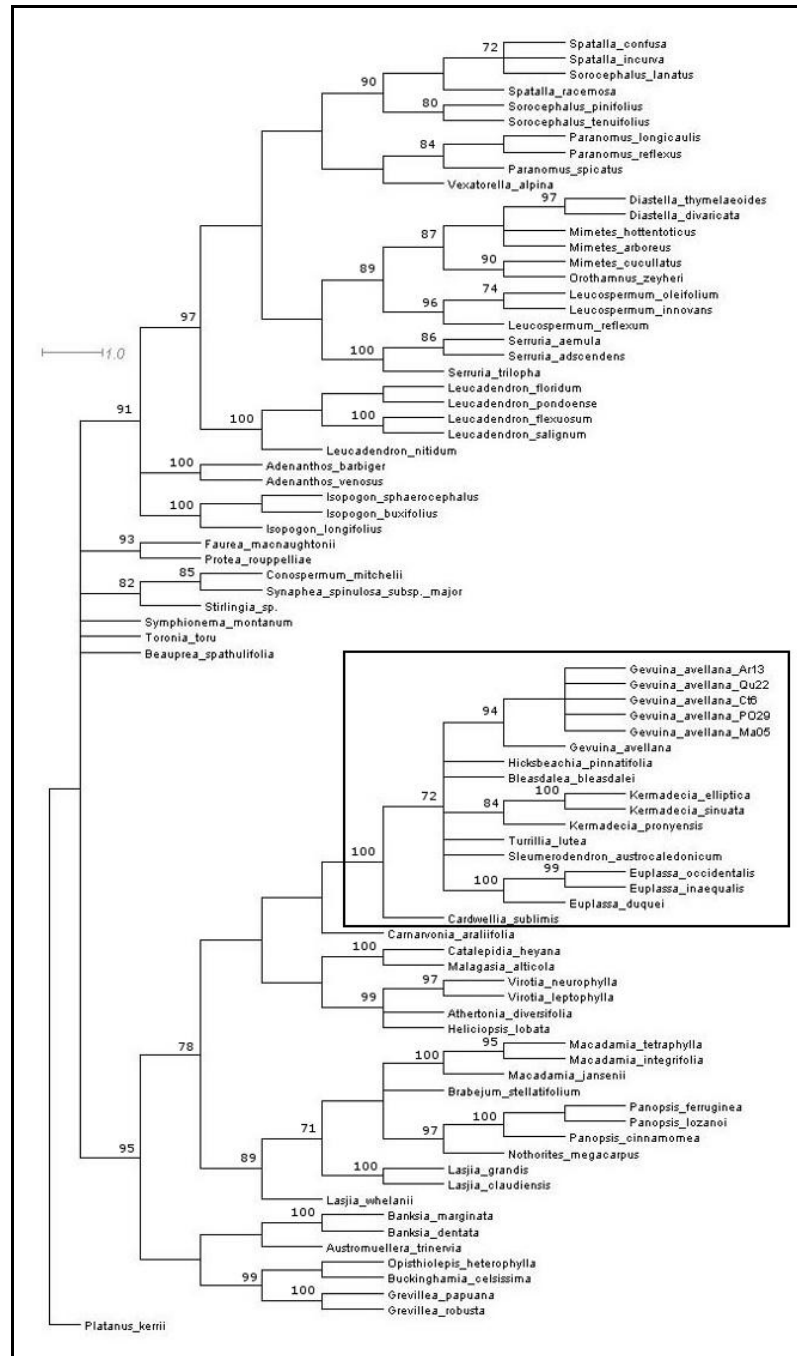 72
Spatalla_confusa
Spatalla_incurva
Sorocephalus_lanatus
90
Spatalla_racemosa
80
Sorocephalus_pinifolius
Sorocephalus_tenuifolius
Paranomus_longicaulis
84
Paranomus_reflexus
Paranomus_spicatus
Vexatorella_alpina
97
Diastella_thymelaeoides
Diastella_divaricata
87
Mimetes_hottentoticus
Mimetes_arboreus
90
Mimetes_cucullatus
89
Orothamnus_zeyheri
74
Leucospermum_oleifolium
96
Leucospermum_innovans
97
Leucospermum_reflexum
86
Serruria_aemula
1.0
100
Serruria_adscendens
Serruria_trilopha
Leucadendron_floridum
Leucadendron_pondoense
91
100
100
Leucadendron_flexuosum
Leucadendron_salignum
Leucadendron_nitidum
100
Adenanthos_barbiger
Adenanthos_venosus
100
Isopogon_sphaerocephalus
Isopogon_buxifolius
Isopogon_longifolius
93
Faurea_macnaughtonii
Protea_rouppelliae
85
Conospermum_mitchelii
82
Synaphea_spinulosa_subsp._major
Stirlingia_sp.
Symphionema_montanum
Toronia_toru
Beauprea_spathulifolia
Gevuina_avellana_Ar13
Gevuina_avellana_Qu22
Gevuina_avellana_Ct6
94
Gevuina_avellana_PO29
Gevuina_avellana_Ma05
Gevuina_avellana
Hicksbeachia_pinnatifolia
Bleasdalea_bleasdalei
72
100
Kermadecia_elliptica
84
Kermadecia_sinuata
Kermadecia_pronyensis
Turrillia_lutea
100
Sleumerodendron_austrocaledonicum
99
Euplassa_occidentalis
100
Euplassa_inaequalis
Euplassa_duquei
Cardwellia_sublimis
Carnarvonia_araliifolia
100
Catalepidia_heyana
Malagasia_alticola
97
Virotia_neurophylla
99
Virotia_leptophylla
Athertonia_diversifolia
Heliciopsis_lobata
78
95
Macadamia_tetraphylla
100
Macadamia_integrifolia
Macadamia_jansenii
Brabejum_stellatifolium
Panopsis_ferruginea
71
100
Panopsis_lozanoi
97
Panopsis_cinnamomea
95
Nothorites_megacarpus
89
100
Lasjia_grandis
Lasjia_claudiensis
Lasjia_whelanii
100
Banksia_marginata
Banksia_dentata
Austromuellera_trinervia
Opisthiolepis_heterophylla
99
Buckinghamia_celsissima
100
Grevillea_papuana
Grevillea_robusta
Platanus_kerrii